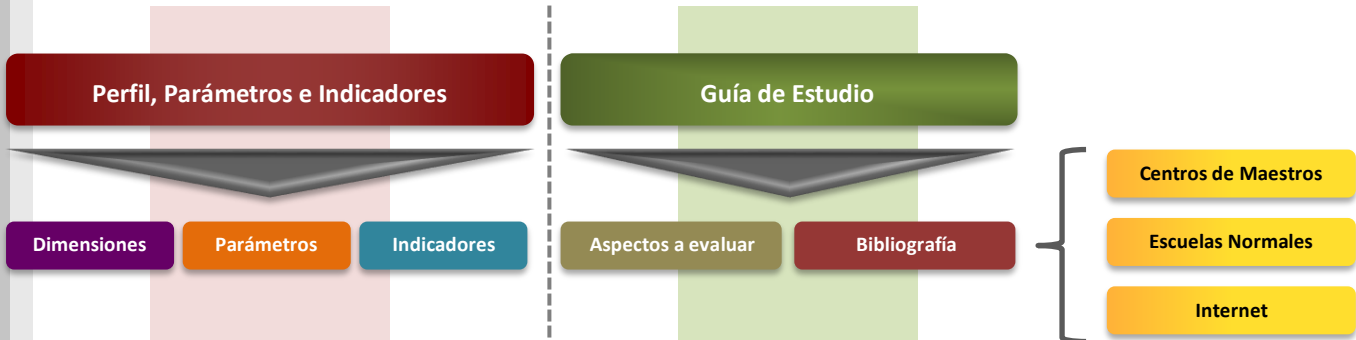 Perfil, Parámetros e Indicadores
Guía de Estudio
Dimensiones
Parámetros
Indicadores
Aspectos a evaluar
Bibliografía
Centros de Maestros
Escuelas Normales
Internet